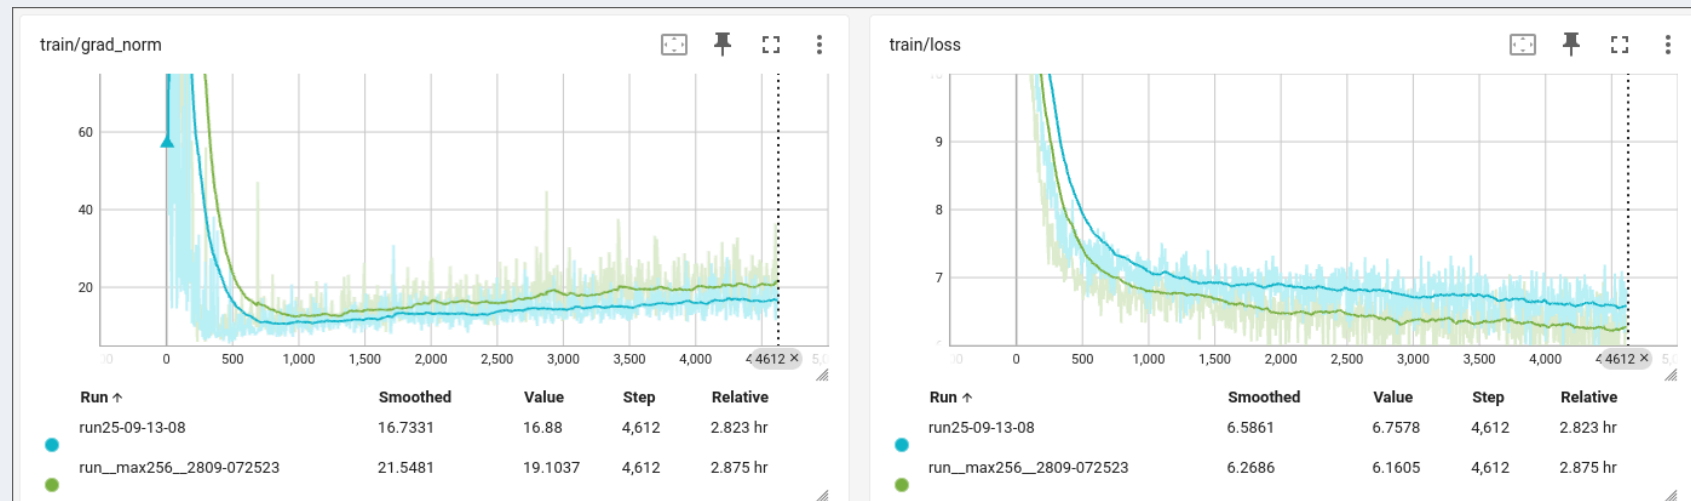 train/grad_norm
60
40
20
0 500 1,000 1,500 2,000 2,500 3,000 3,500 4,000 4612 ×
Run ↑ Smoothed Value Step Relative
run25-09-13-08 16.7331 16.88 4,612 2.823 hr
run__max256__2809-072523 21.5481 19.1037 4,612 2.875 hr
train/loss
10
9
8
7
6
0 500 1,000 1,500 2,000 2,500 3,000 3,500 4,000 4612 ×
Run ↑ Smoothed Value Step Relative
run25-09-13-08 6.5861 6.7578 4,612 2.823 hr
run__max256__2809-072523 6.2686 6.1605 4,612 2.875 hr